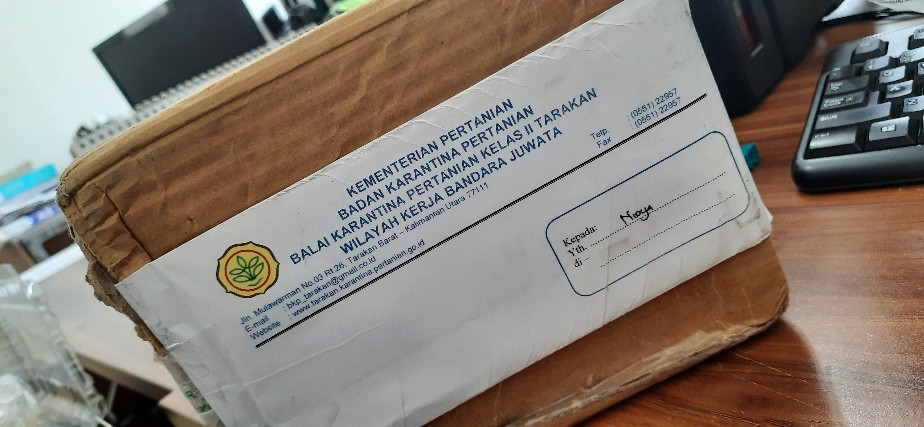 KEMENTERIAN PERTANIAN
BADAN KARANTINA PERTANIAN
BALAI KARANTINA PERTANIAN KELAS II TARAKAN
WILAYAH KERJA BANDARA JUWATA
Jln. Mulawarman No.03 Rt.26, Tarakan Barat – Kalimantan Utara 77111
E-mail : bkp_tarakan@gmail.co.id
Website : www.tarakan.karantina.pertanian.go.id
Telp. : (0551) 22957
Fax : (0551) 22957
Kepada:
Yth.
di –
Ctrl